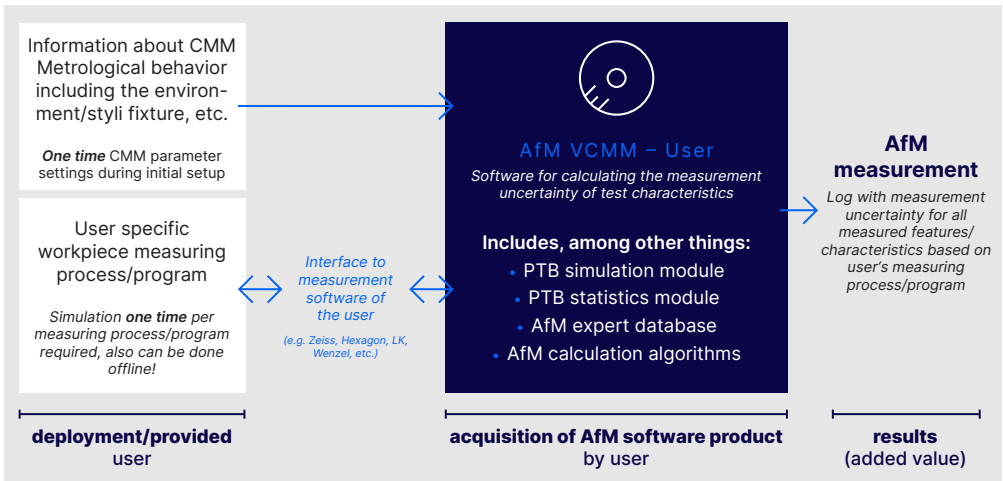 Information about CMM
Metrological behavior
including the environ-
ment/styli fixture, etc.
One time CMM parameter
settings during initial setup
User specific
workpiece measuring
process/program
Simulation one time per
measuring process/program
required, also can be done
offline!
Interface to
measurement
software of
the user
(e.g. Zeiss, Hexagon, LK,
Wenzel, etc.)
AfM VCMM – User
Software for calculating the measurement
uncertainty of test characteristics
Includes, among other things:
• PTB simulation module
• PTB statistics module
• AfM expert database
• AfM calculation algorithms
AfM
measurement
Log with measurement
uncertainty for all
measured features/
characteristics based on
user's measuring
process/program
deployment/provided
user
acquisition of AfM software product
by user
results
(added value)